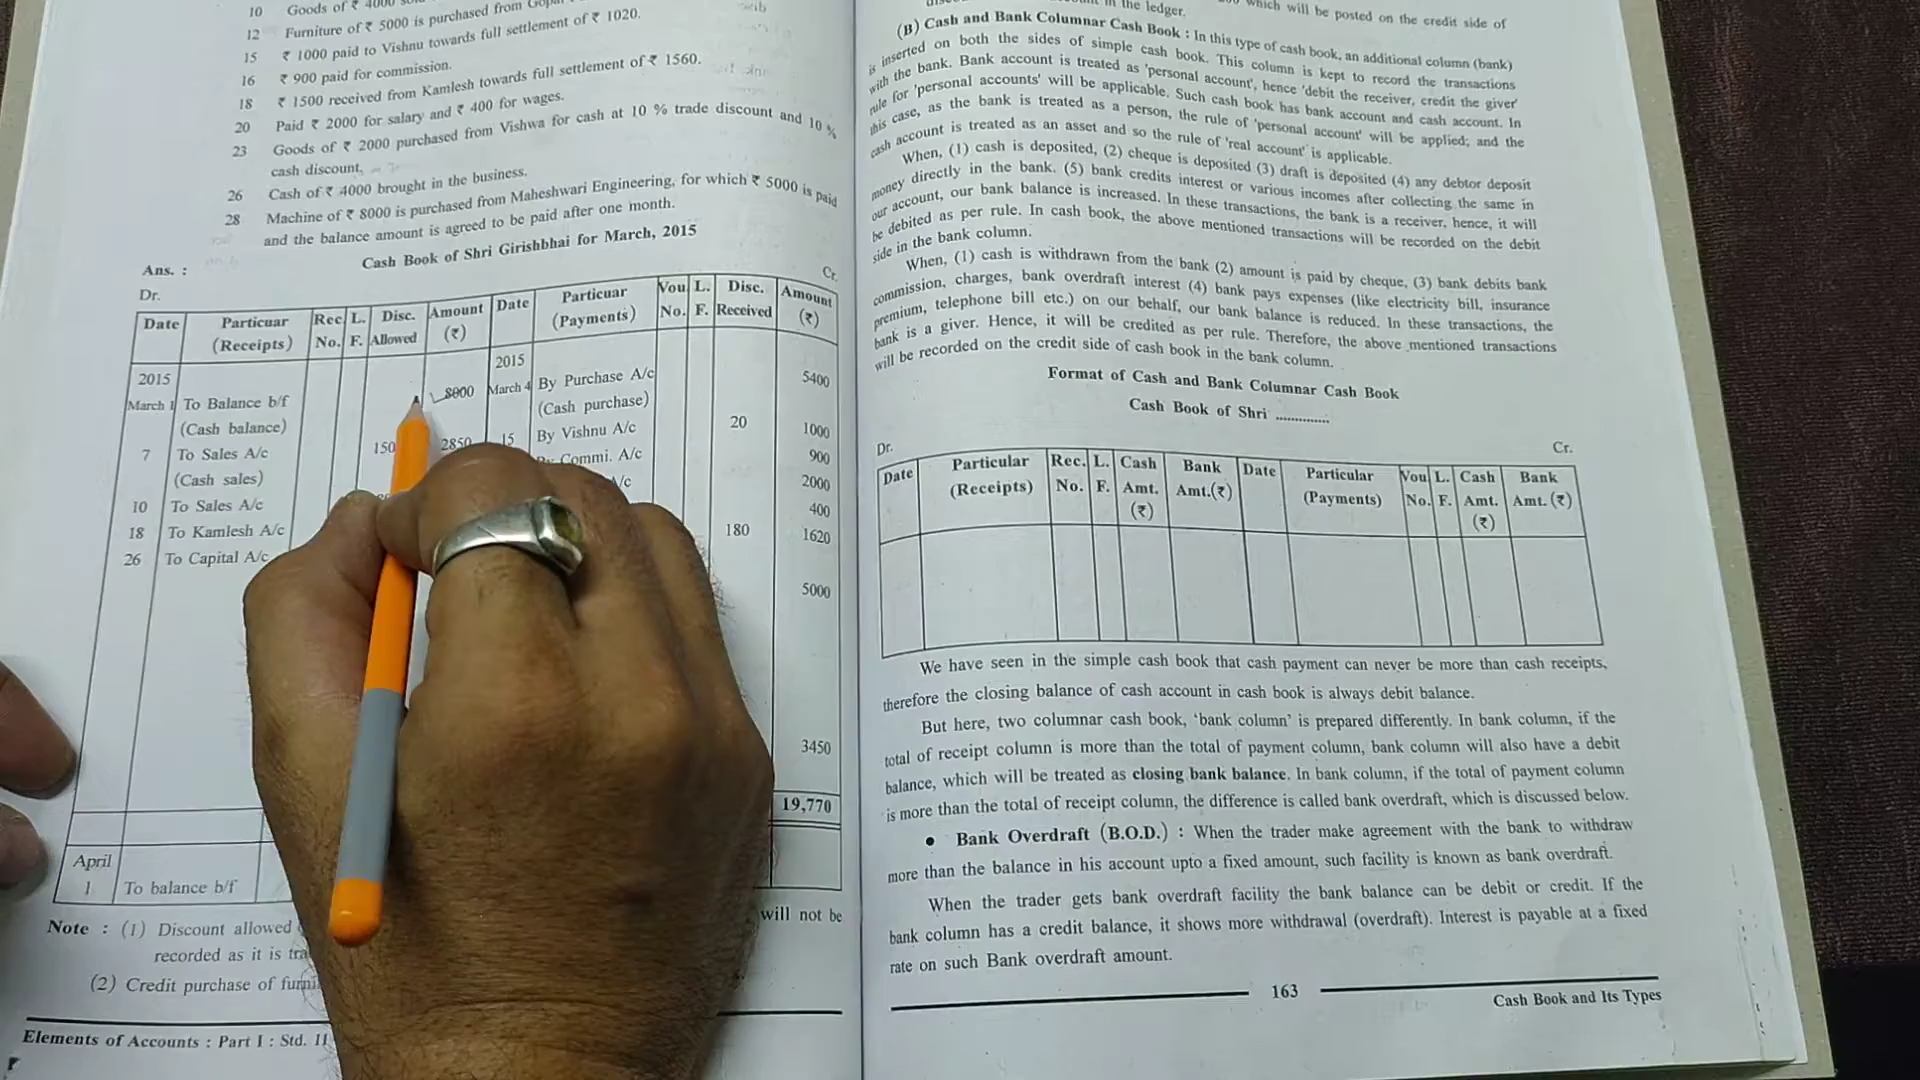 10 Goods of ₹ 4000
12 Furniture of ₹ 5000 is purchased from
15 ₹ 1000 paid to Vishnu towards full settlement of ₹ 1020.
16 ₹ 900 paid for commission.
18 ₹ 1500 received from Kamlesh towards full settlement of ₹ 1560.
20 Paid ₹ 2000 for salary and ₹ 400 for wages.
23 Goods of ₹ 2000 purchased from Vishwa for cash at 10 % trade discount and 10 %
cash discount,
26 Cash of ₹ 4000 brought in the business.
28 Machine of ₹ 8000 is purchased from Maheshwari Engineering, for which ₹ 5000 is paid
and the balance amount is agreed to be paid after one month.
Ans. : Cash Book of Shri Girishbhai for March, 2015
Dr. Cr.
Date Particuar (Receipts) Rec. No. L. F. Disc. Allowed Amount (₹) Date Particuar (Payments) Vou. No. L. F. Disc. Received Amount (₹)
2015 2015
March 1 To Balance b/f 8000 March 4 By Purchase A/c 5400
(Cash balance) (Cash purchase)
7 To Sales A/c 150 2850 15 By Vishnu A/c 20 1000
(Cash sales) Commi. A/c 900
10 To Sales A/c A/c 2000
400
18 To Kamlesh A/c 180 1620
26 To Capital A/c
5000
3450
19,770
April
1 To balance b/f
Note : (1) Discount allowed will not be
recorded as it is
(2) Credit purchase of
Elements of Accounts : Part I : Std. 11
which will be posted on the credit side of
in the ledger.
(B) Cash and Bank Columnar Cash Book : In this type of cash book, an additional column (bank)
is inserted on both the sides of simple cash book. This column is kept to record the transactions
with the bank. Bank account is treated as 'personal account', hence 'debit the receiver, credit the giver'
rule for 'personal accounts' will be applicable. Such cash book has bank account and cash account. In
this case, as the bank is treated as a person, the rule of 'personal account' will be applied; and the
cash account is treated as an asset and so the rule of 'real account' is applicable.
When, (1) cash is deposited, (2) cheque is deposited (3) draft is deposited (4) any debtor deposit
money directly in the bank. (5) bank credits interest or various incomes after collecting the same in
our account, our bank balance is increased. In these transactions, the bank is a receiver, hence, it will
be debited as per rule. In cash book, the above mentioned transactions will be recorded on the debit
side in the bank column.
When, (1) cash is withdrawn from the bank (2) amount is paid by cheque, (3) bank debits bank
commission, charges, bank overdraft interest (4) bank pays expenses (like electricity bill, insurance
premium, telephone bill etc.) on our behalf, our bank balance is reduced. In these transactions, the
bank is a giver. Hence, it will be credited as per rule. Therefore, the above mentioned transactions
will be recorded on the credit side of cash book in the bank column.
Format of Cash and Bank Columnar Cash Book
Cash Book of Shri ..............
Dr. Cr.
Date Particular (Receipts) Rec. No. L. F. Cash Amt. (₹) Bank Amt.(₹) Date Particular (Payments) Vou. No. L. F. Cash Amt. (₹) Bank Amt. (₹)
We have seen in the simple cash book that cash payment can never be more than cash receipts,
therefore the closing balance of cash account in cash book is always debit balance.
But here, two columnar cash book, 'bank column' is prepared differently. In bank column, if the
total of receipt column is more than the total of payment column, bank column will also have a debit
balance, which will be treated as closing bank balance. In bank column, if the total of payment column
is more than the total of receipt column, the difference is called bank overdraft, which is discussed below.
• Bank Overdraft (B.O.D.) : When the trader make agreement with the bank to withdraw
more than the balance in his account upto a fixed amount, such facility is known as bank overdraft.
When the trader gets bank overdraft facility the bank balance can be debit or credit. If the
bank column has a credit balance, it shows more withdrawal (overdraft). Interest is payable at a fixed
rate on such Bank overdraft amount.
163
Cash Book and Its Types